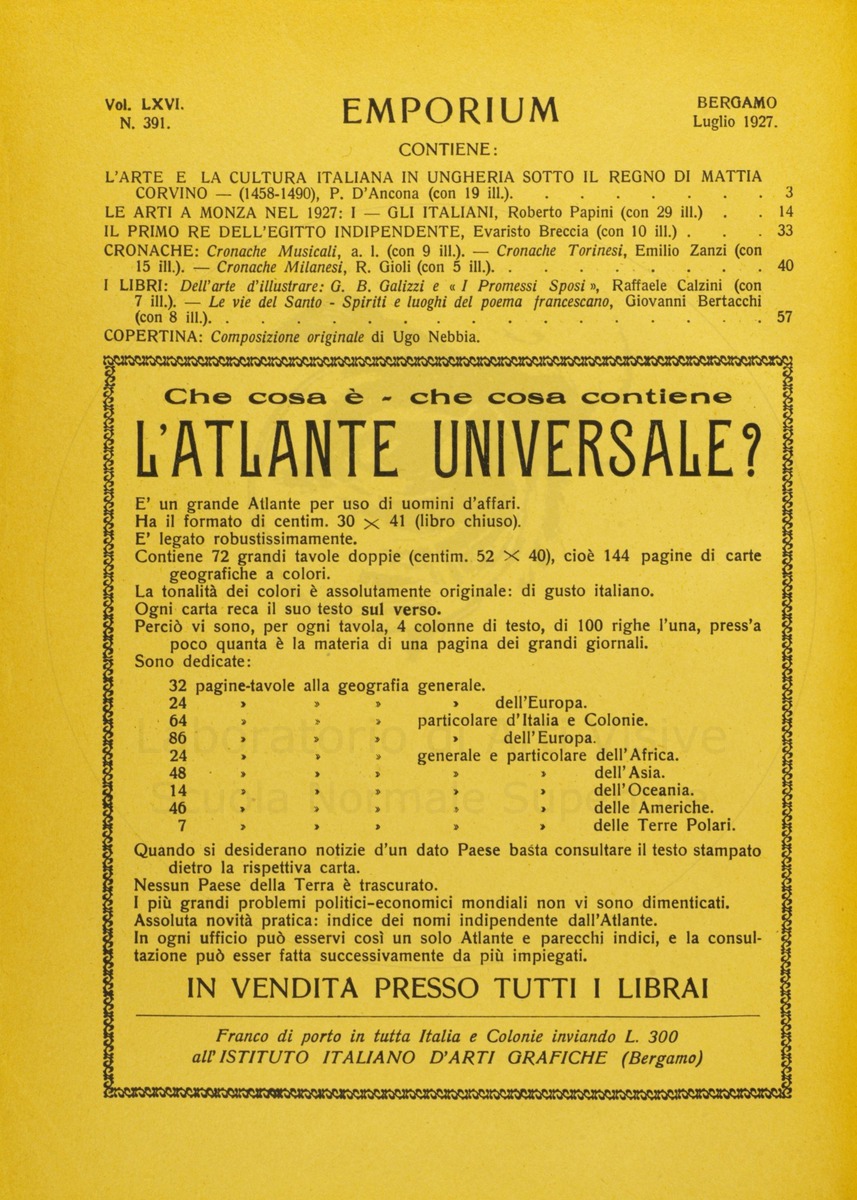 Vol. LXVI.
N. 391.
EMPORIUM
BERGAMO
Luglio 1927.
CONTIENE:
L'ARTE E LA CULTURA ITALIANA IN UNGHERIA SOTTO IL REGNO DI MATTIA
CORVINO — (1458-1490), P. D'Ancona (con 19 ill.). . . . . . . . 3
LE ARTI A MONZA NEL 1927: I — GLI ITALIANI, Roberto Papini (con 29 ill.) . . 14
IL PRIMO RE DELL'EGITTO INDIPENDENTE, Evaristo Breccia (con 10 ill.) . . . 33
CRONACHE: Cronache Musicali, a. l. (con 9 ill.). — Cronache Torinesi, Emilio Zanzi (con
15 ill.). — Cronache Milanesi, R. Gioli (con 5 ill.). . . . . . . . . . 40
I LIBRI: Dell'arte d'illustrare: G. B. Galizzi e « I Promessi Sposi », Raffaele Calzini (con
7 ill.). — Le vie del Santo - Spiriti e luoghi del poema francescano, Giovanni Bertacchi
(con 8 ill.). . . . . . . . . . . . . . . . . 57
COPERTINA: Composizione originale di Ugo Nebbia.
Che cosa è - che cosa contiene
L'ATLANTE UNIVERSALE?
E' un grande Atlante per uso di uomini d'affari.
Ha il formato di centim. 30 × 41 (libro chiuso).
E' legato robustissimamente.
Contiene 72 grandi tavole doppie (centim. 52 × 40), cioè 144 pagine di carte
geografiche a colori.
La tonalità dei colori è assolutamente originale: di gusto italiano.
Ogni carta reca il suo testo sul verso.
Perciò vi sono, per ogni tavola, 4 colonne di testo, di 100 righe l'una, press'a
poco quanta è la materia di una pagina dei grandi giornali.
Sono dedicate:
32 pagine-tavole alla geografia generale.
24 » » » » dell'Europa.
64 » » » particolare d'Italia e Colonie.
86 » » » » dell'Europa.
24 » » » generale e particolare dell'Africa.
48 » » » » » dell'Asia.
14 » » » » » dell'Oceania.
46 » » » » » delle Americhe.
7 » » » » » delle Terre Polari.
Quando si desiderano notizie d'un dato Paese basta consultare il testo stampato
dietro la rispettiva carta.
Nessun Paese della Terra è trascurato.
I più grandi problemi politici-economici mondiali non vi sono dimenticati.
Assoluta novità pratica: indice dei nomi indipendente dall'Atlante.
In ogni ufficio può esservi così un solo Atlante e parecchi indici, e la consul-
tazione può esser fatta successivamente da più impiegati.
IN VENDITA PRESSO TUTTI I LIBRAI
Franco di porto in tutta Italia e Colonie inviando L. 300
all' ISTITUTO ITALIANO D'ARTI GRAFICHE (Bergamo)